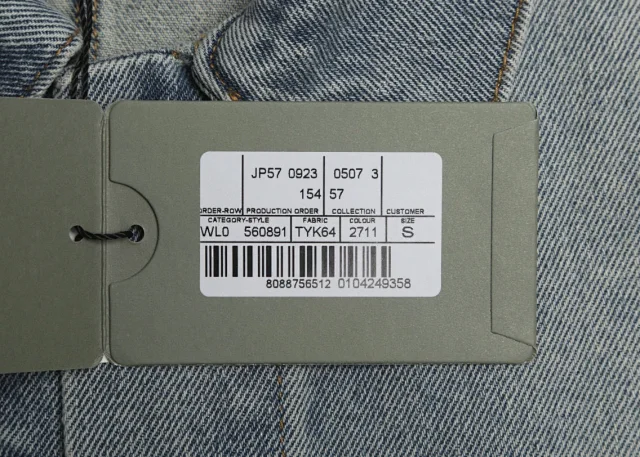 JP57 0923 0507 3
154 57
ORDER-ROW PRODUCTION ORDER COLLECTION CUSTOMER
CATEGORY-STYLE FABRIC COLOUR SIZE
WL0 560891 TYK64 2711 S
8088756512 0104249358